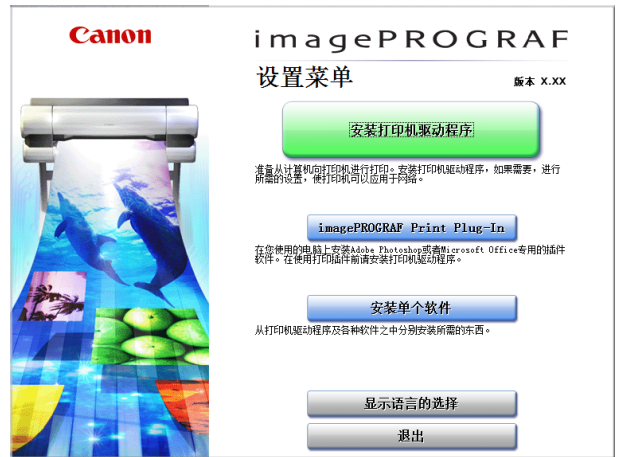 Canon
imagePROGRAF
设置菜单
版本 X.XX
安装打印机驱动程序
准备从计算机向打印机进行打印。安装打印机驱动程序，如果需要，进行
所需的设置，使打印机可以应用于网络。
imagePROGRAF Print Plug-In
在您使用的电脑上安装Adobe Photoshop或者Microsoft Office专用的插件
软件。在使用打印插件前请安装打印机驱动程序。
安装单个软件
从打印机驱动程序及各种软件之中分别安装所需的东西。
显示语言的选择
退出